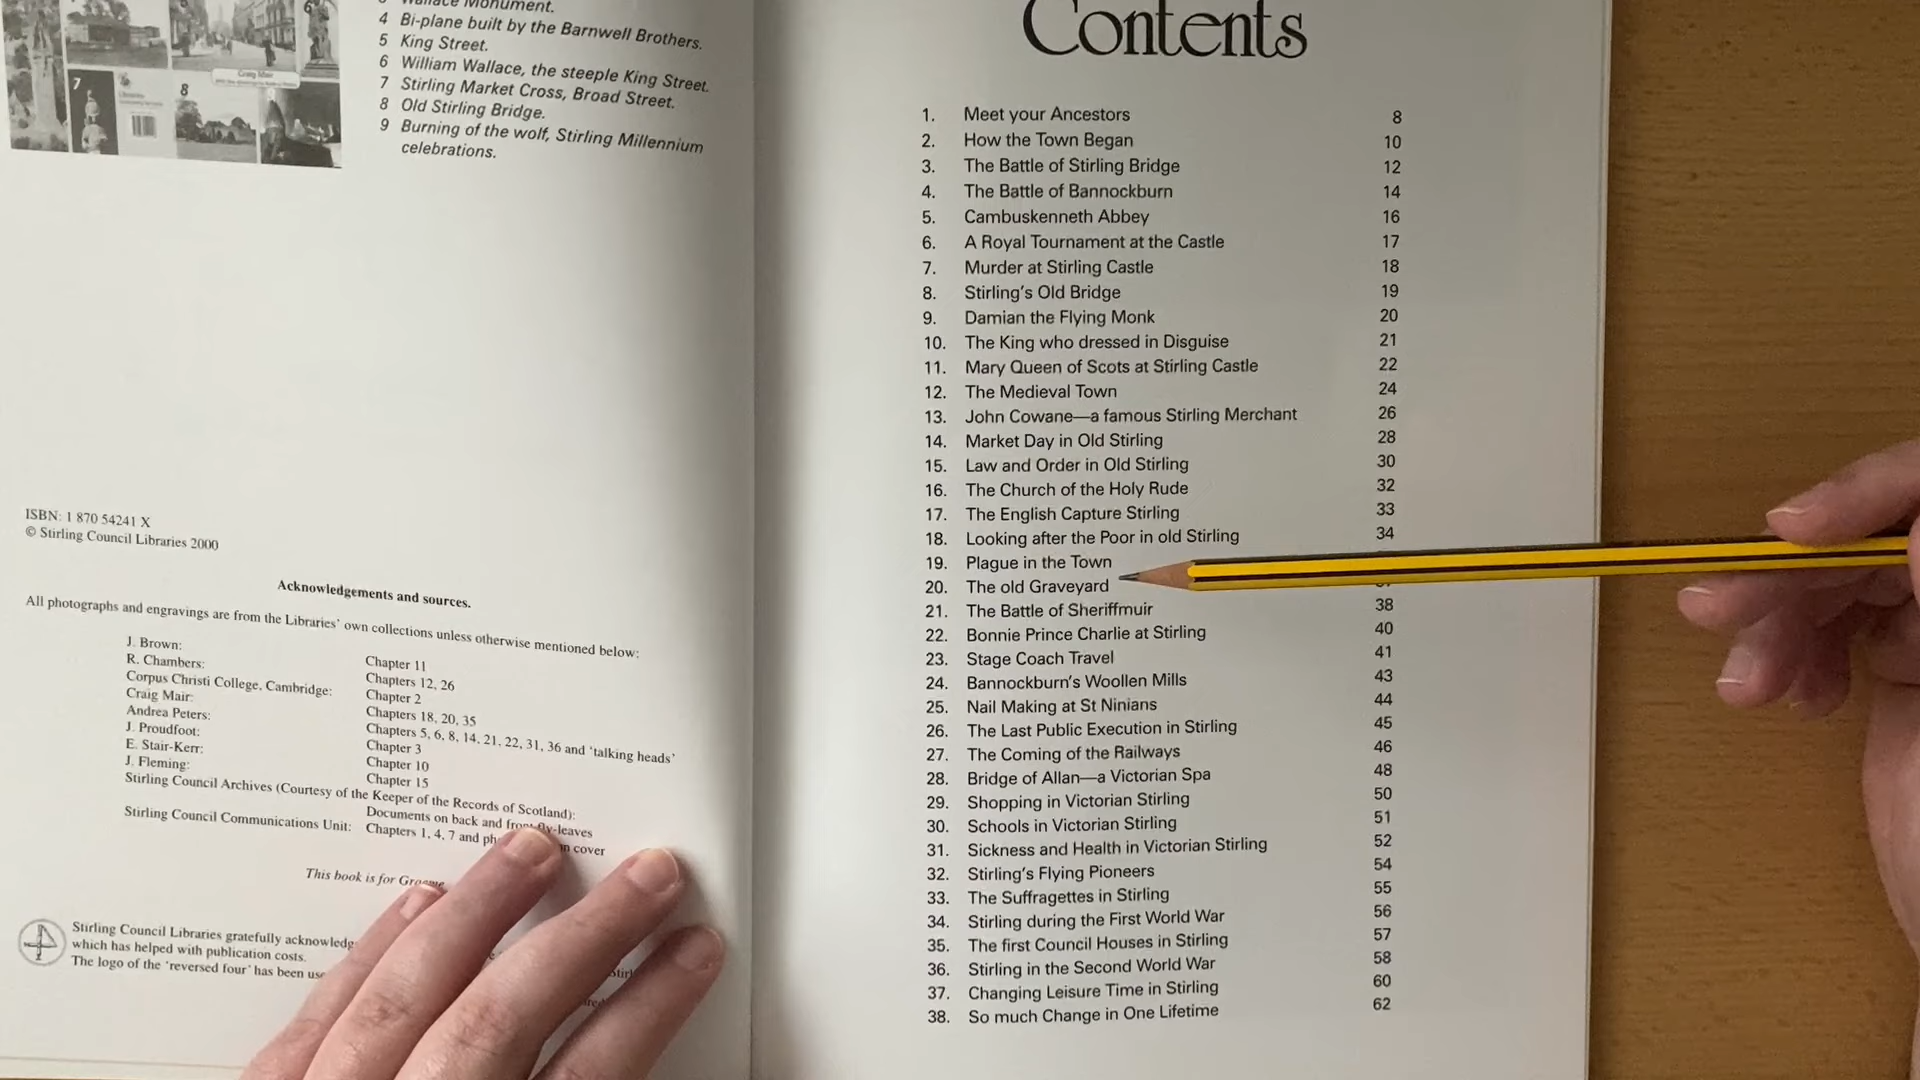 Wallace Monument.
4 Bi-plane built by the Barnwell Brothers.
5 King Street.
6 William Wallace, the steeple King Street.
7 Stirling Market Cross, Broad Street.
8 Old Stirling Bridge.
9 Burning of the wolf, Stirling Millennium
celebrations.
6
7
8
Craig Mair
ISBN: 1 870 54241 X
© Stirling Council Libraries 2000
Acknowledgements and sources.
All photographs and engravings are from the Libraries' own collections unless otherwise mentioned below:
J. Brown: Chapter 11
R. Chambers: Chapters 12, 26
Corpus Christi College, Cambridge: Chapter 2
Craig Mair: Chapters 18, 20, 35
Andrea Peters: Chapters 5, 6, 8, 14, 21, 22, 31, 36 and 'talking heads'
J. Proudfoot: Chapter 3
E. Stair-Kerr: Chapter 10
J. Fleming: Chapter 15
Stirling Council Archives (Courtesy of the Keeper of the Records of Scotland):
Documents on back and front fly-leaves
Stirling Council Communications Unit: Chapters 1, 4, 7 and cover
This book is for Graeme
Stirling Council Libraries gratefully
which has helped with publication costs.
The logo of the 'reversed four' has been
Contents
1. Meet your Ancestors 8
2. How the Town Began 10
3. The Battle of Stirling Bridge 12
4. The Battle of Bannockburn 14
5. Cambuskenneth Abbey 16
6. A Royal Tournament at the Castle 17
7. Murder at Stirling Castle 18
8. Stirling's Old Bridge 19
9. Damian the Flying Monk 20
10. The King who dressed in Disguise 21
11. Mary Queen of Scots at Stirling Castle 22
12. The Medieval Town 24
13. John Cowane—a famous Stirling Merchant 26
14. Market Day in Old Stirling 28
15. Law and Order in Old Stirling 30
16. The Church of the Holy Rude 32
17. The English Capture Stirling 33
18. Looking after the Poor in old Stirling 34
19. Plague in the Town
20. The old Graveyard
21. The Battle of Sheriffmuir 38
22. Bonnie Prince Charlie at Stirling 40
23. Stage Coach Travel 41
24. Bannockburn's Woollen Mills 43
25. Nail Making at St Ninians 44
26. The Last Public Execution in Stirling 45
27. The Coming of the Railways 46
28. Bridge of Allan—a Victorian Spa 48
29. Shopping in Victorian Stirling 50
30. Schools in Victorian Stirling 51
31. Sickness and Health in Victorian Stirling 52
32. Stirling's Flying Pioneers 54
33. The Suffragettes in Stirling 55
34. Stirling during the First World War 56
35. The first Council Houses in Stirling 57
36. Stirling in the Second World War 58
37. Changing Leisure Time in Stirling 60
38. So much Change in One Lifetime 62